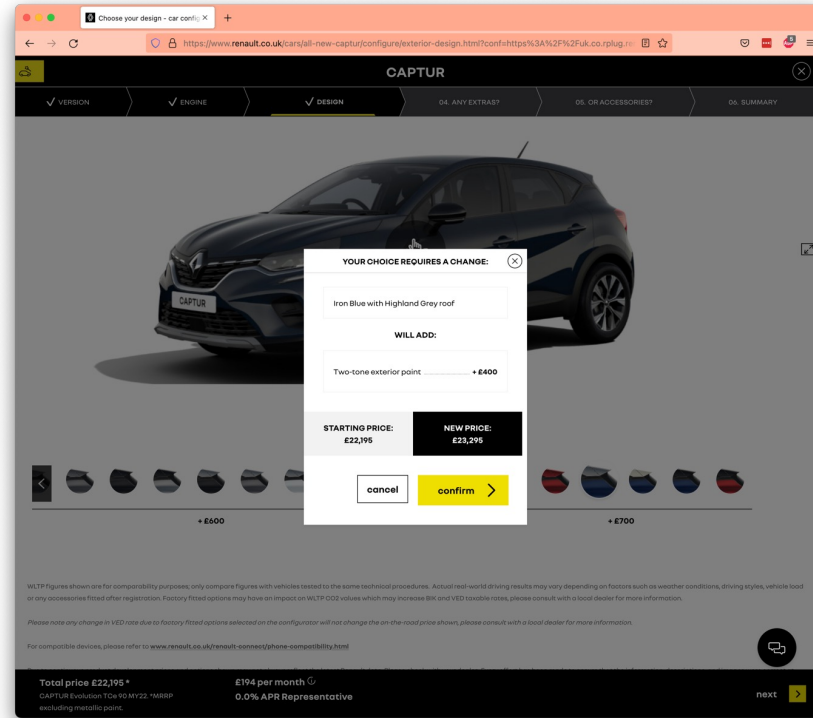 Choose your design - car config
https://www.renault.co.uk/cars/all-new-captur/configure/exterior-design.html?conf=https%3A%2F%2Fuk.co.rplug.re
5
CAPTUR
VERSION
ENGINE
DESIGN
04. ANY EXTRAS?
05. OR ACCESSORIES?
06. SUMMARY
CAPTUR
YOUR CHOICE REQUIRES A CHANGE:
Iron Blue with Highland Grey roof
WILL ADD:
Two-tone exterior paint + £400
STARTING PRICE:
£22,195
NEW PRICE:
£23,295
cancel
confirm
+ £600
+ £700
WLTP figures shown are for comparability purposes; only compare figures with vehicles tested to the same technical procedures. Actual real-world driving results may vary depending on factors such as weather conditions, driving styles, vehicle load
or any accessories fitted after registration. Factory fitted options may have an impact on WLTP CO2 values which may increase BIK and VED taxable rates, please consult with a local dealer for more information.
Please note any change in VED rate due to factory fitted options selected on the configurator will not change the on-the-road price shown, please consult with a local dealer for more information.
For compatible devices, please refer to www.renault.co.uk/renault-connect/phone-compatibility.html
Total price £22,195 *
CAPTUR Evolution TCe 90 MY22. *MRRP
excluding metallic paint.
£194 per month
0.0% APR Representative
next